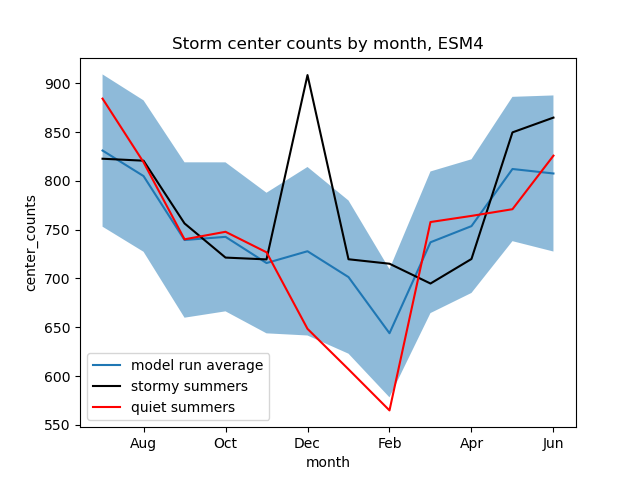 Storm center counts by month, ESM4
center_counts
900
850
800
750
700
650
600
550
model run average
stormy summers
quiet summers
Aug Oct Dec Feb Apr Jun
month